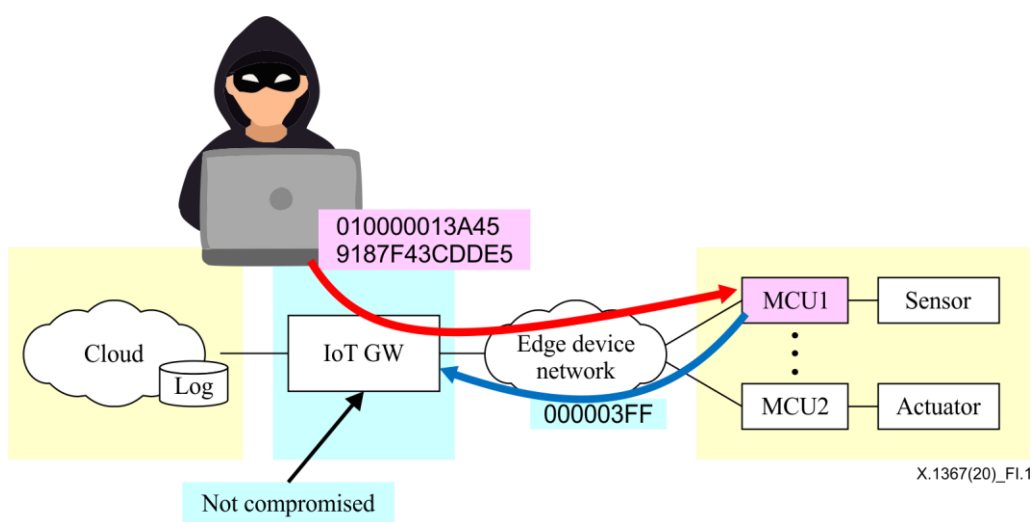 010000013A45
9187F43CDDE5
Cloud
Log
IoT GW
Edge device
network
MCU1
Sensor
MCU2
Actuator
000003FF
Not compromised
X.1367(20)_FI.1